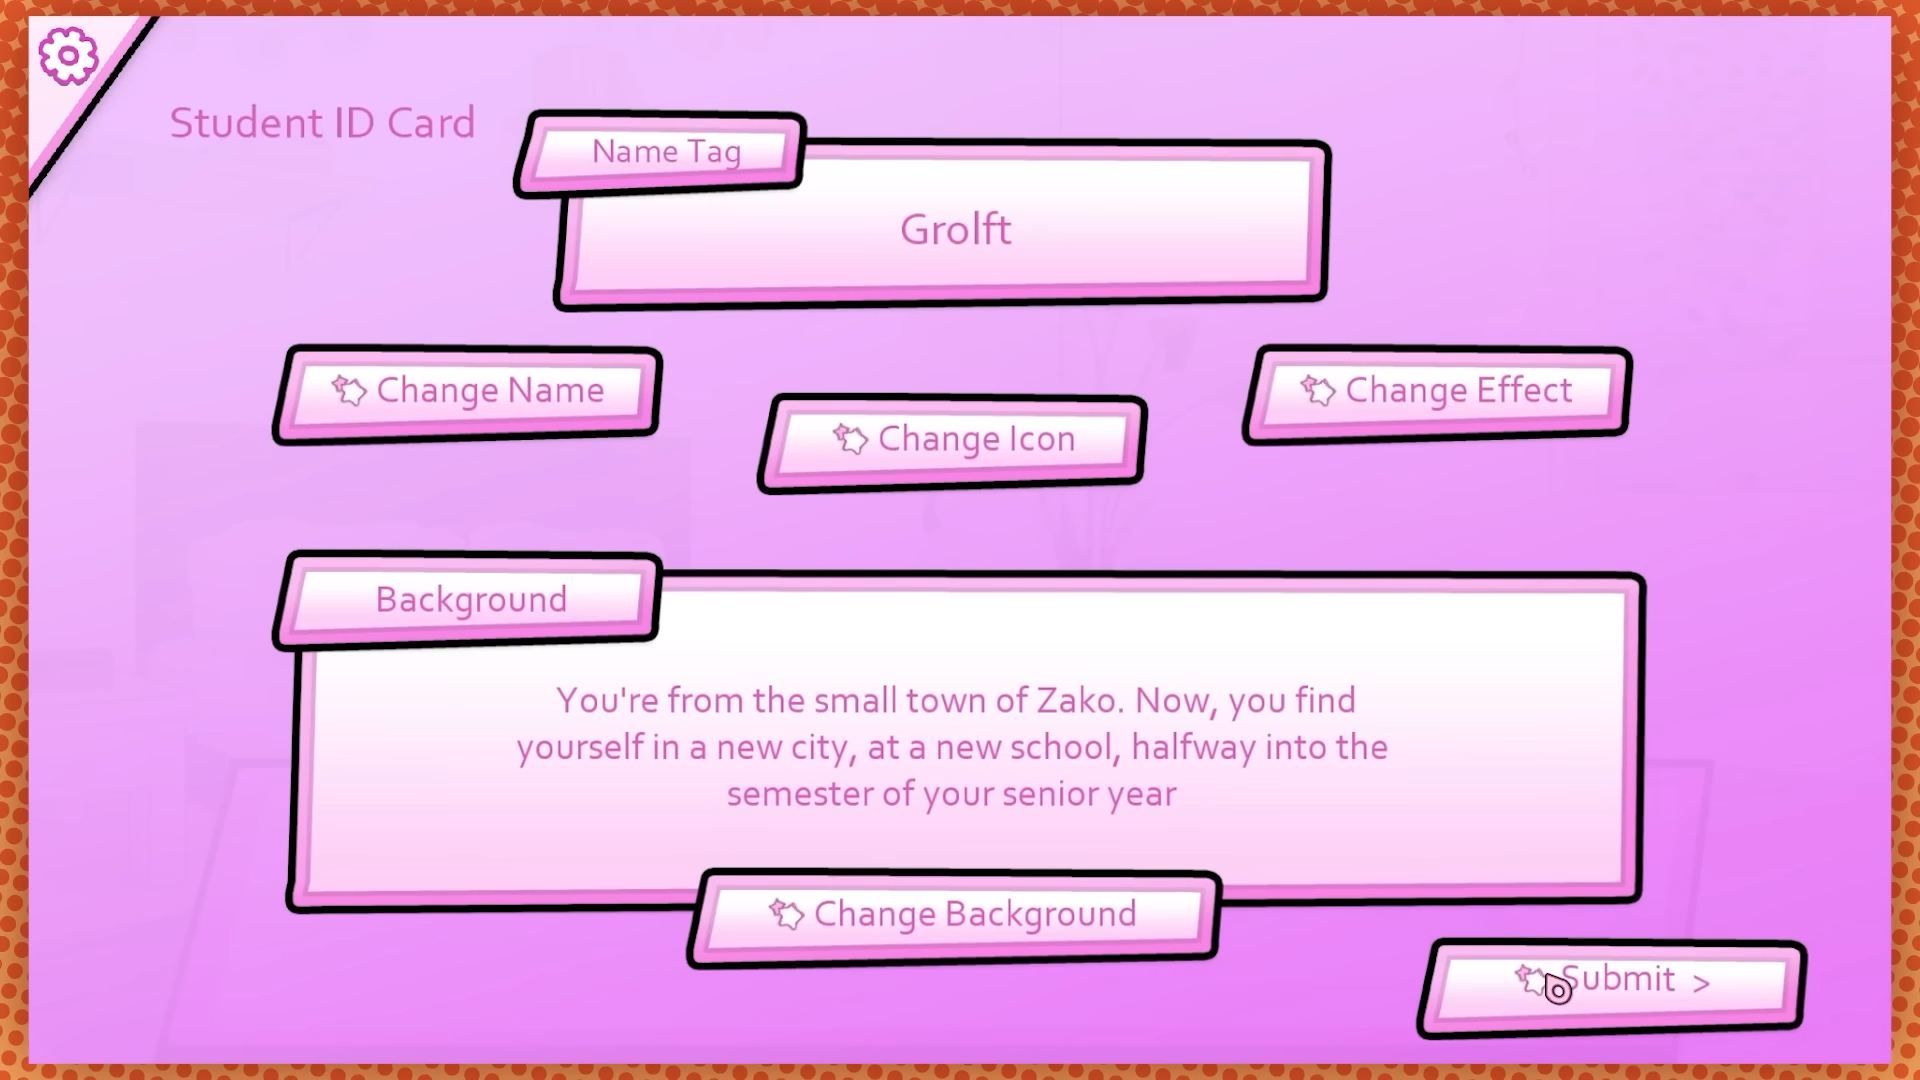 Student ID Card
Name Tag
Grolft
Change Name
Change Effect
Change Icon
Background
You're from the small town of Zako. Now, you find
yourself in a new city, at a new school, halfway into the
semester of your senior year
Change Background
Submit >